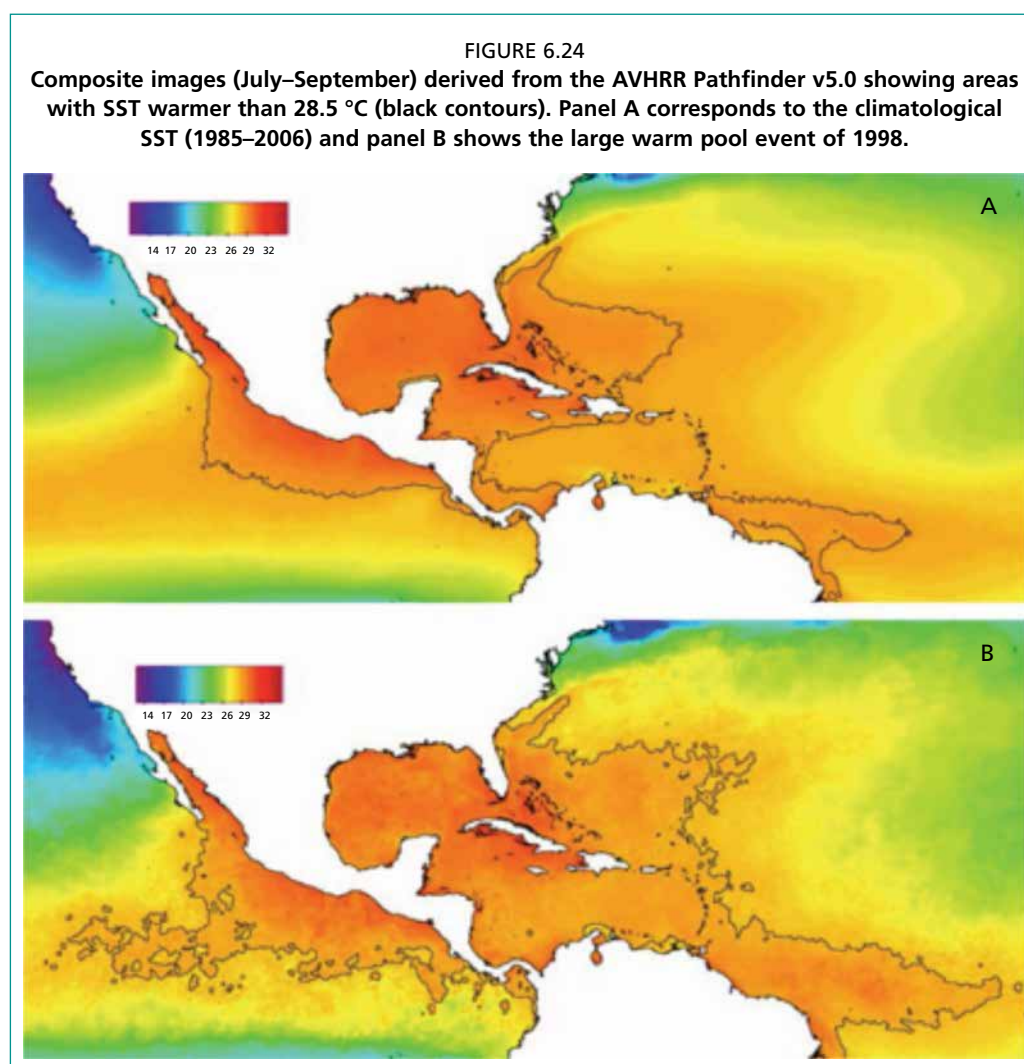 FIGURE 6.24
Composite images (July–September) derived from the AVHRR Pathfinder v5.0 showing areas
with SST warmer than 28.5 °C (black contours). Panel A corresponds to the climatological
SST (1985–2006) and panel B shows the large warm pool event of 1998.
A
14 17 20 23 26 29 32
B
14 17 20 23 26 29 32